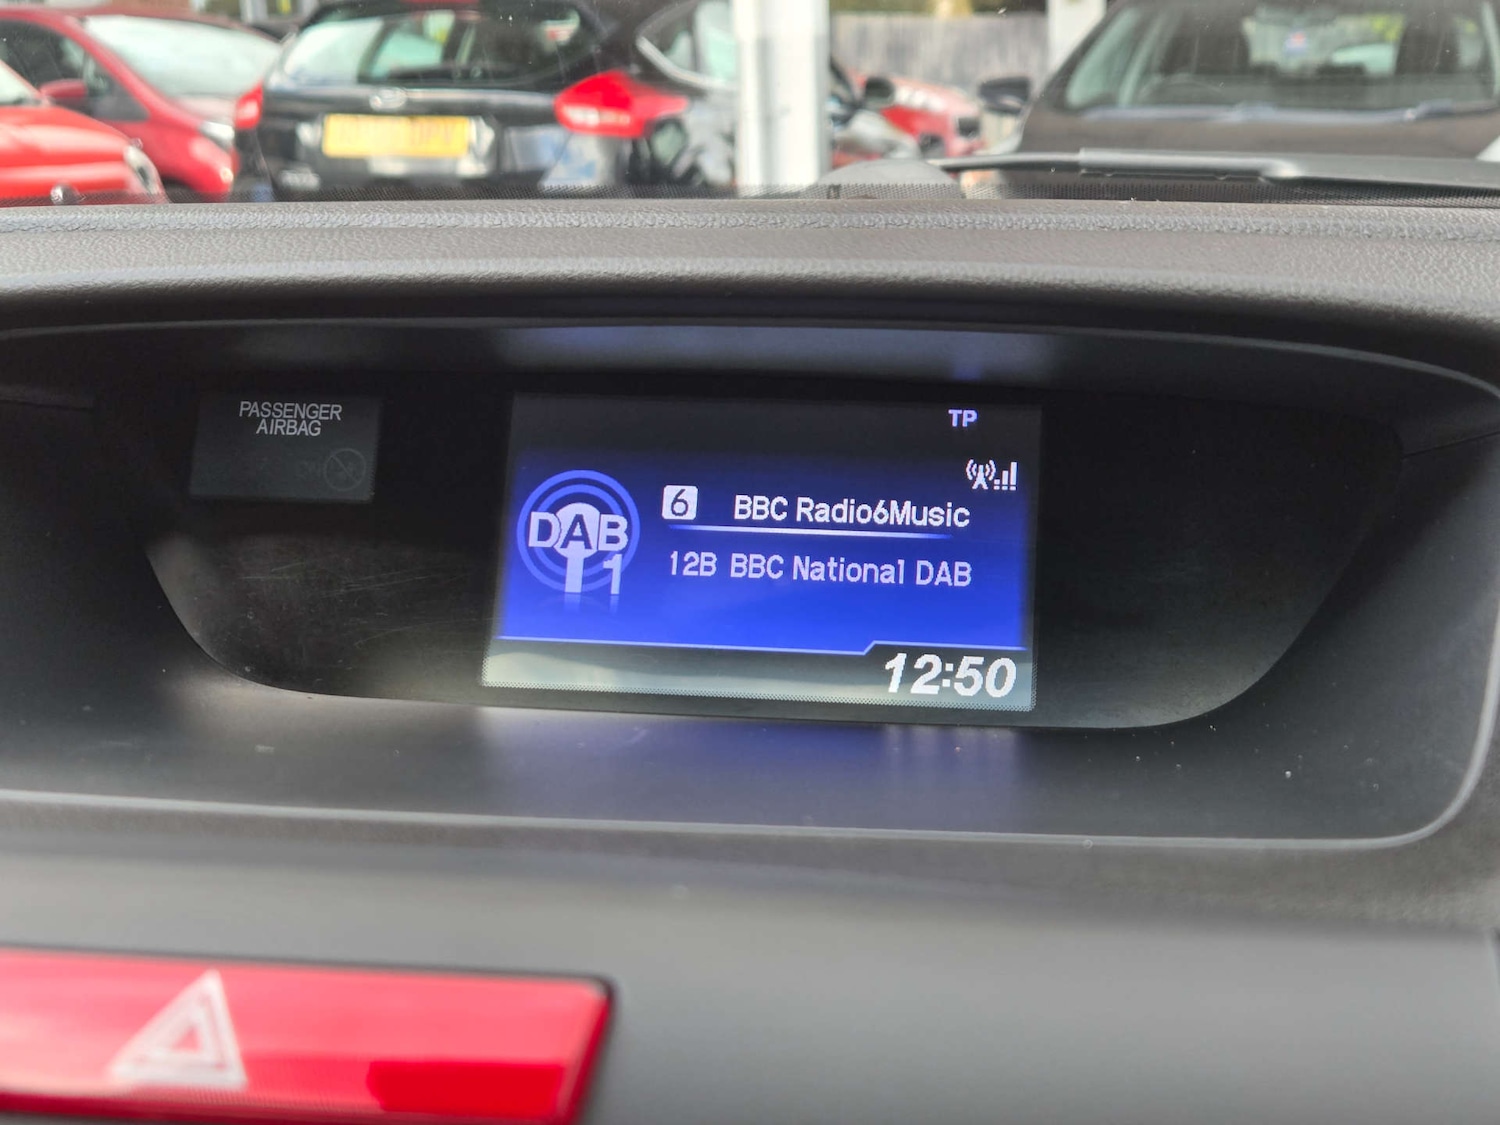 PASSENGER
AIRBAG
TP
DAB
1
6 BBC Radio6Music
12B BBC National DAB
12:50